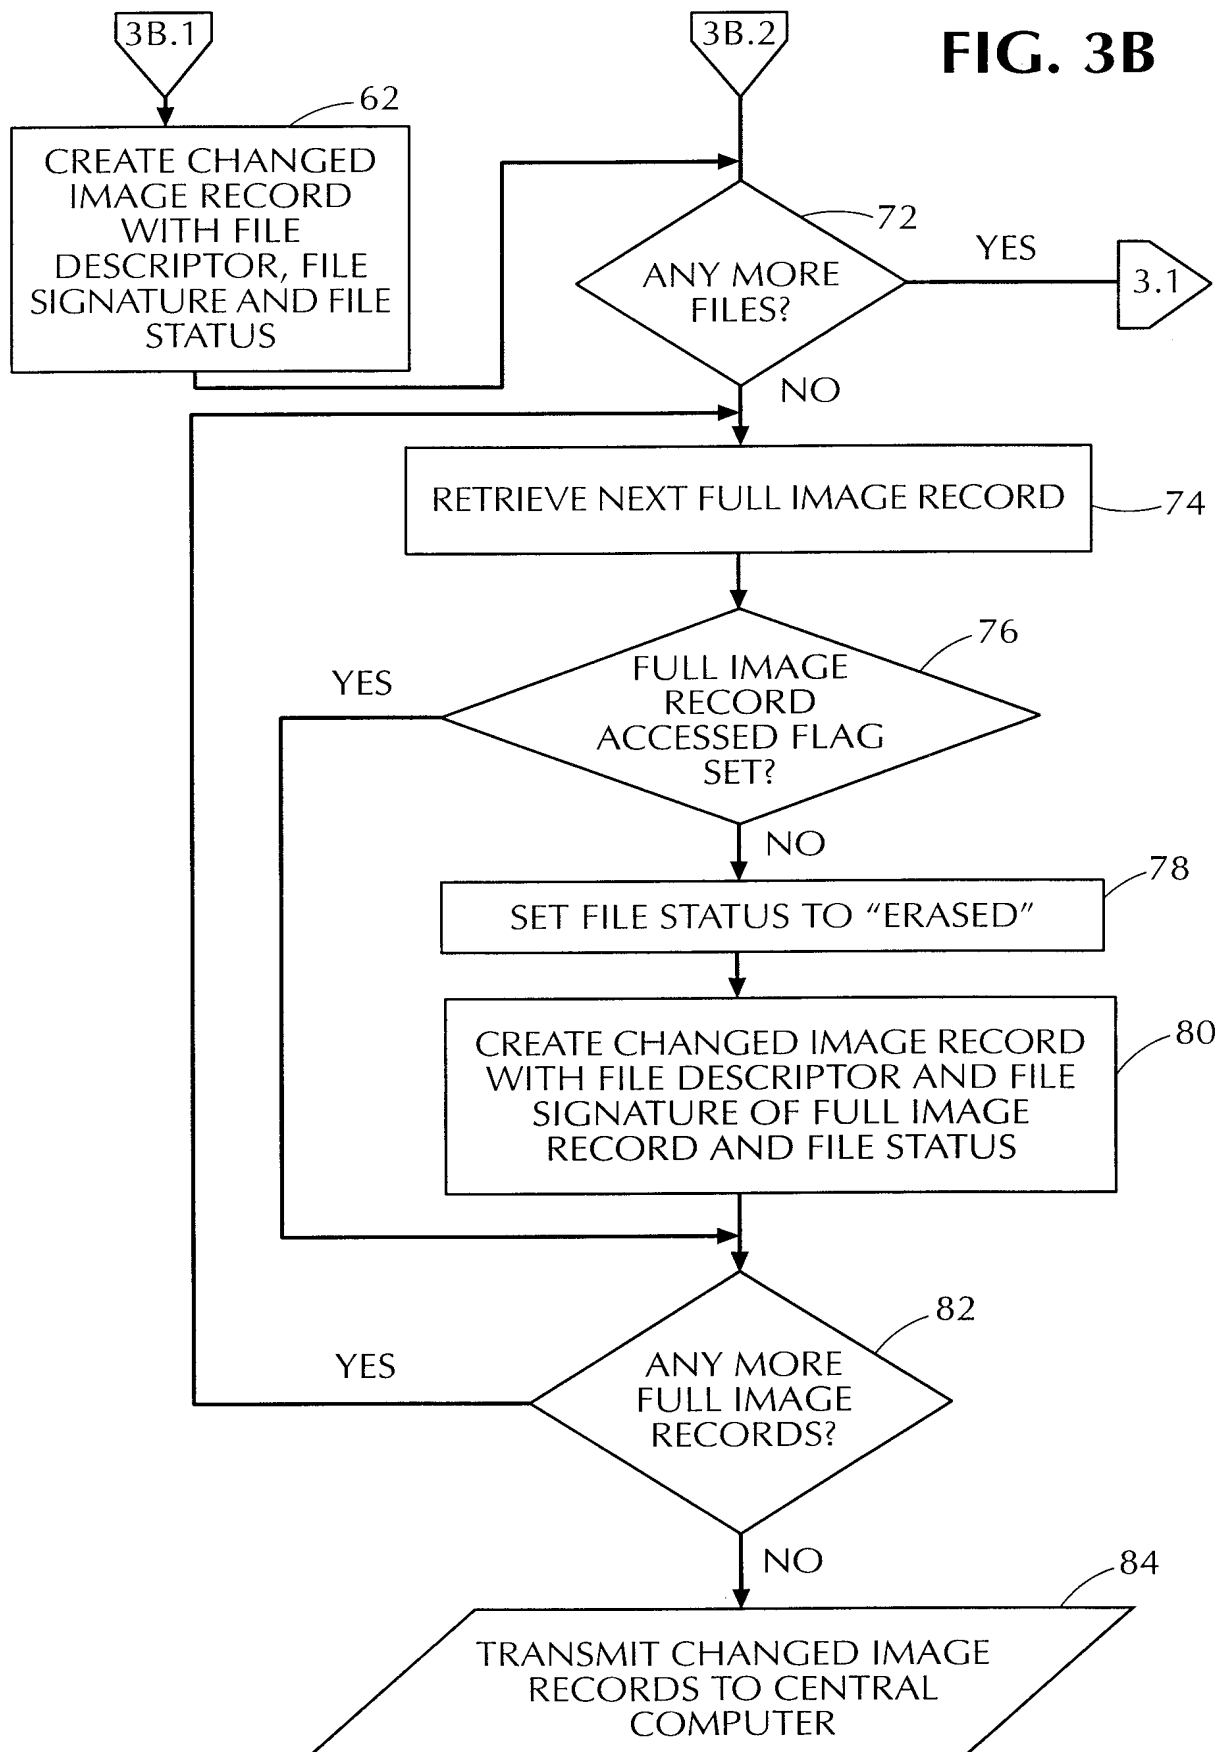 3B.1
3B.2
FIG. 3B
62
CREATE CHANGED
IMAGE RECORD
WITH FILE
DESCRIPTOR, FILE
SIGNATURE AND FILE
STATUS
72
ANY MORE
FILES?
YES
3.1
NO
RETRIEVE NEXT FULL IMAGE RECORD
74
76
FULL IMAGE
RECORD
ACCESSED FLAG
SET?
YES
NO
78
SET FILE STATUS TO “ERASED”
80
CREATE CHANGED IMAGE RECORD
WITH FILE DESCRIPTOR AND FILE
SIGNATURE OF FULL IMAGE
RECORD AND FILE STATUS
82
ANY MORE
FULL IMAGE
RECORDS?
YES
NO
84
TRANSMIT CHANGED IMAGE
RECORDS TO CENTRAL
COMPUTER